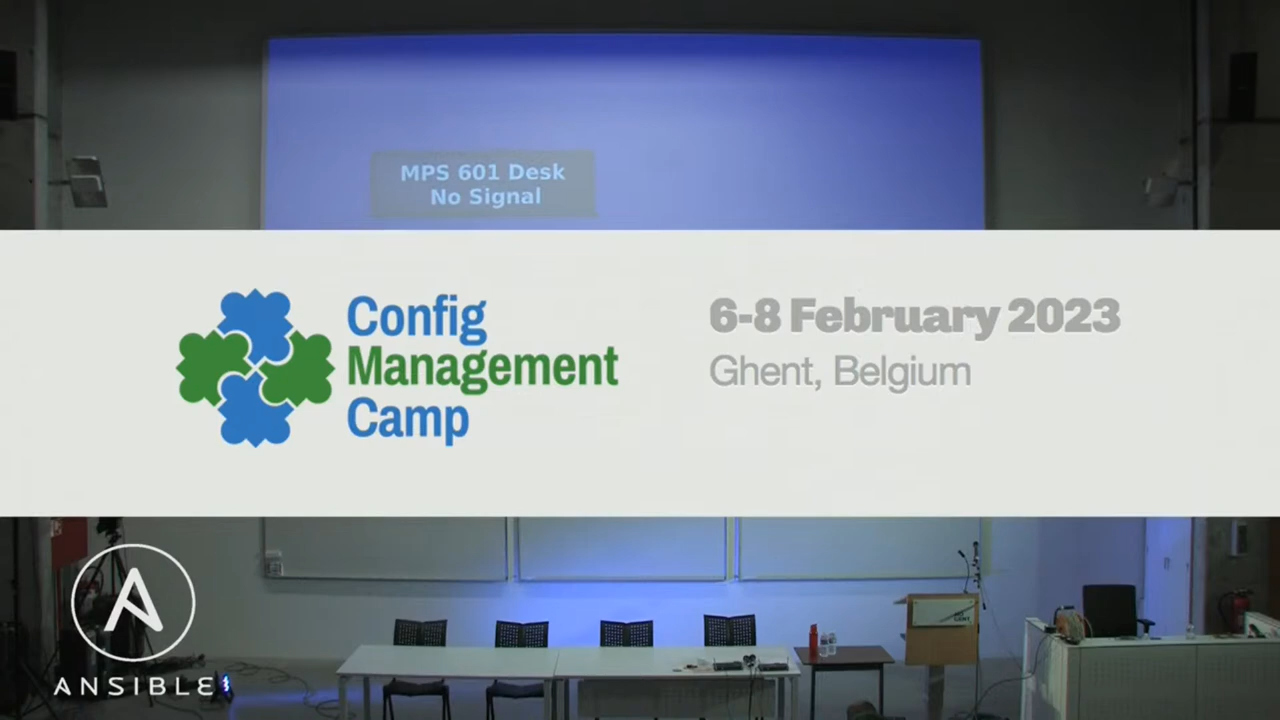 MPS 601 Desk
No Signal
Config
Management
Camp
6-8 February 2023
Ghent, Belgium
ANSIBLE